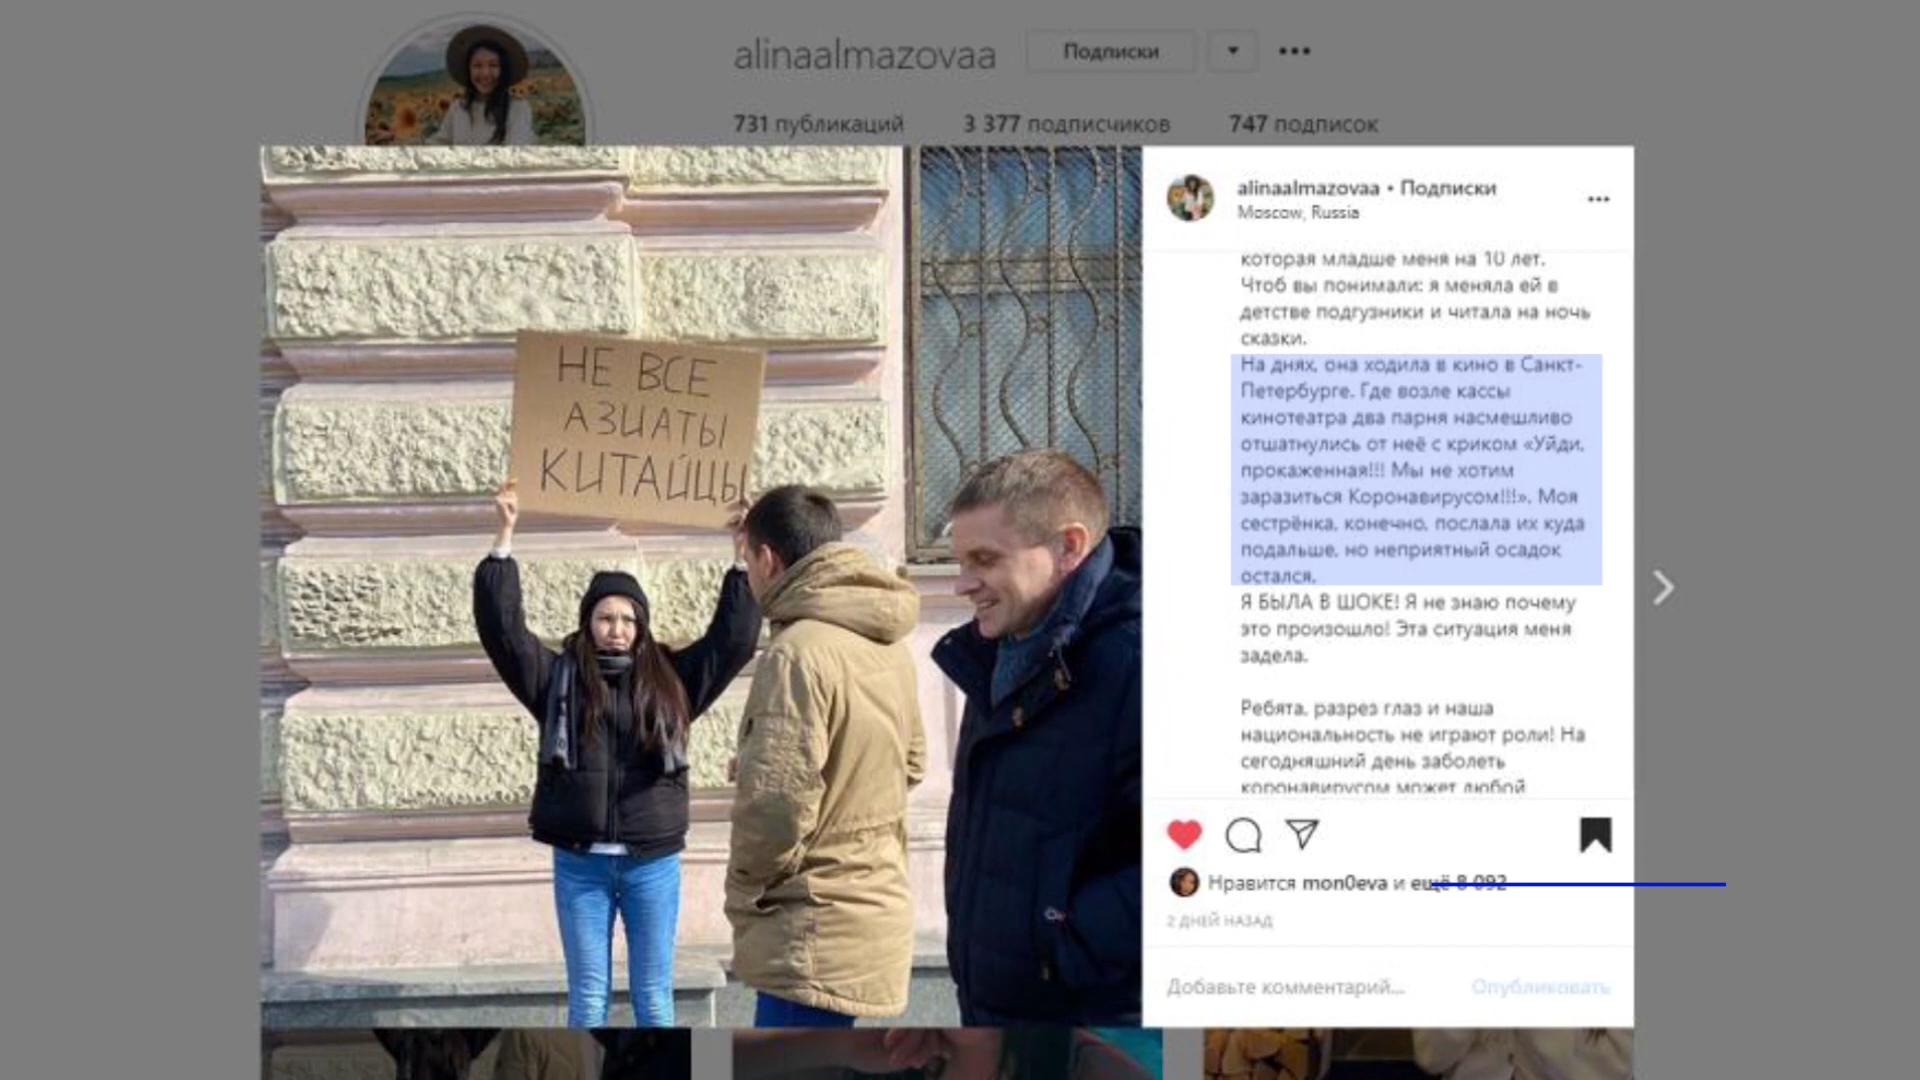 alinaalmazovaa Подписки
731 публикаций 3 377 подписчиков 747 подписок
НЕ ВСЕ
АЗИАТЫ
КИТАЙЦЫ
alinaalmazovaa • Подписки
Moscow, Russia
которая младше меня на 10 лет.
Чтоб вы понимали: я меняла ей в
детстве подгузники и читала на ночь
сказки.
На днях, она ходила в кино в Санкт-
Петербурге. Где возле кассы
кинотеатра два парня насмешливо
отшатнулись от неё с криком «Уйди,
прокаженная!!! Мы не хотим
заразиться Коронавирусом!!!». Моя
сестрёнка, конечно, послала их куда
подальше, но неприятный осадок
остался.
Я БЫЛА В ШОКЕ! Я не знаю почему
это произошло! Эта ситуация меня
задела.
Ребята, разрез глаз и наша
национальность не играют роли! На
сегодняшний день заболеть
коронавирусом может любой
Нравится mon0eva и ещё 8 092
2 ДНЕЙ НАЗАД
Добавьте комментарий... Опубликовать